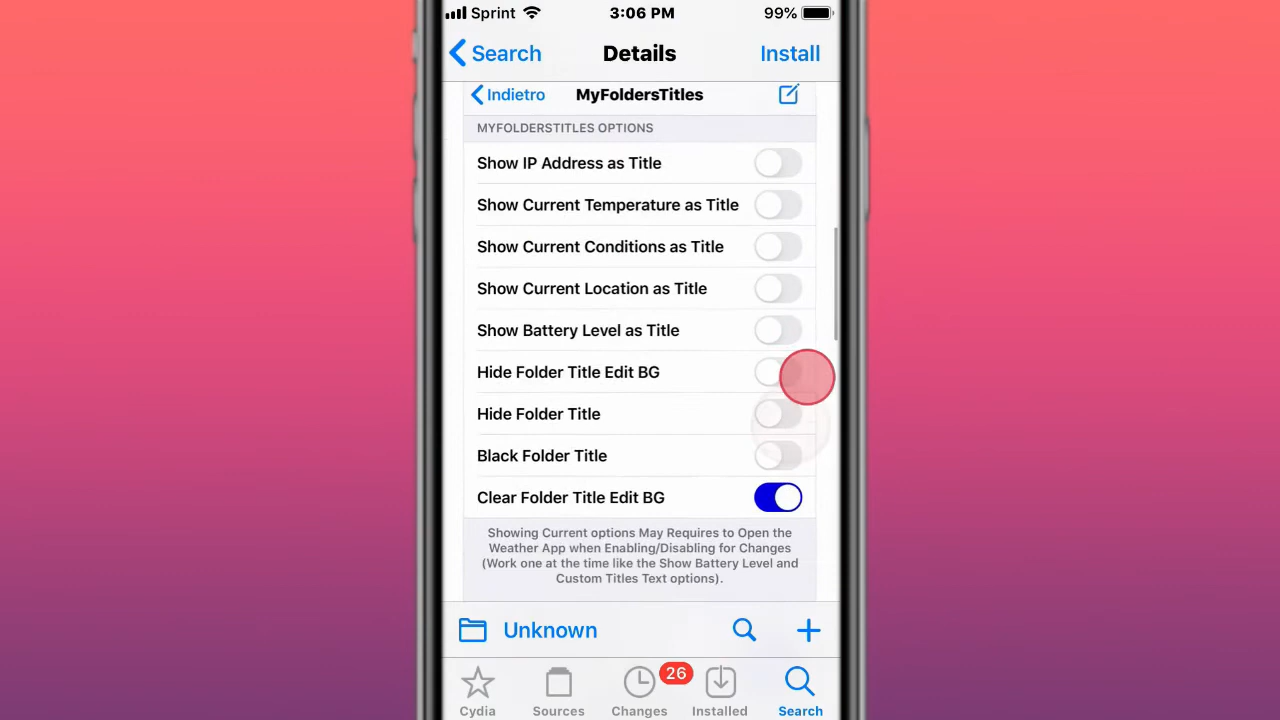 Sprint 3:06 PM 99%
Search Details Install
Indietro MyFoldersTitles
MYFOLDERSTITLES OPTIONS
Show IP Address as Title
Show Current Temperature as Title
Show Current Conditions as Title
Show Current Location as Title
Show Battery Level as Title
Hide Folder Title Edit BG
Hide Folder Title
Black Folder Title
Clear Folder Title Edit BG
Showing Current options May Requires to Open the
Weather App when Enabling/Disabling for Changes
(Work one at the time like the Show Battery Level and
Custom Titles Text options).
Unknown
26
Cydia Sources Changes Installed Search